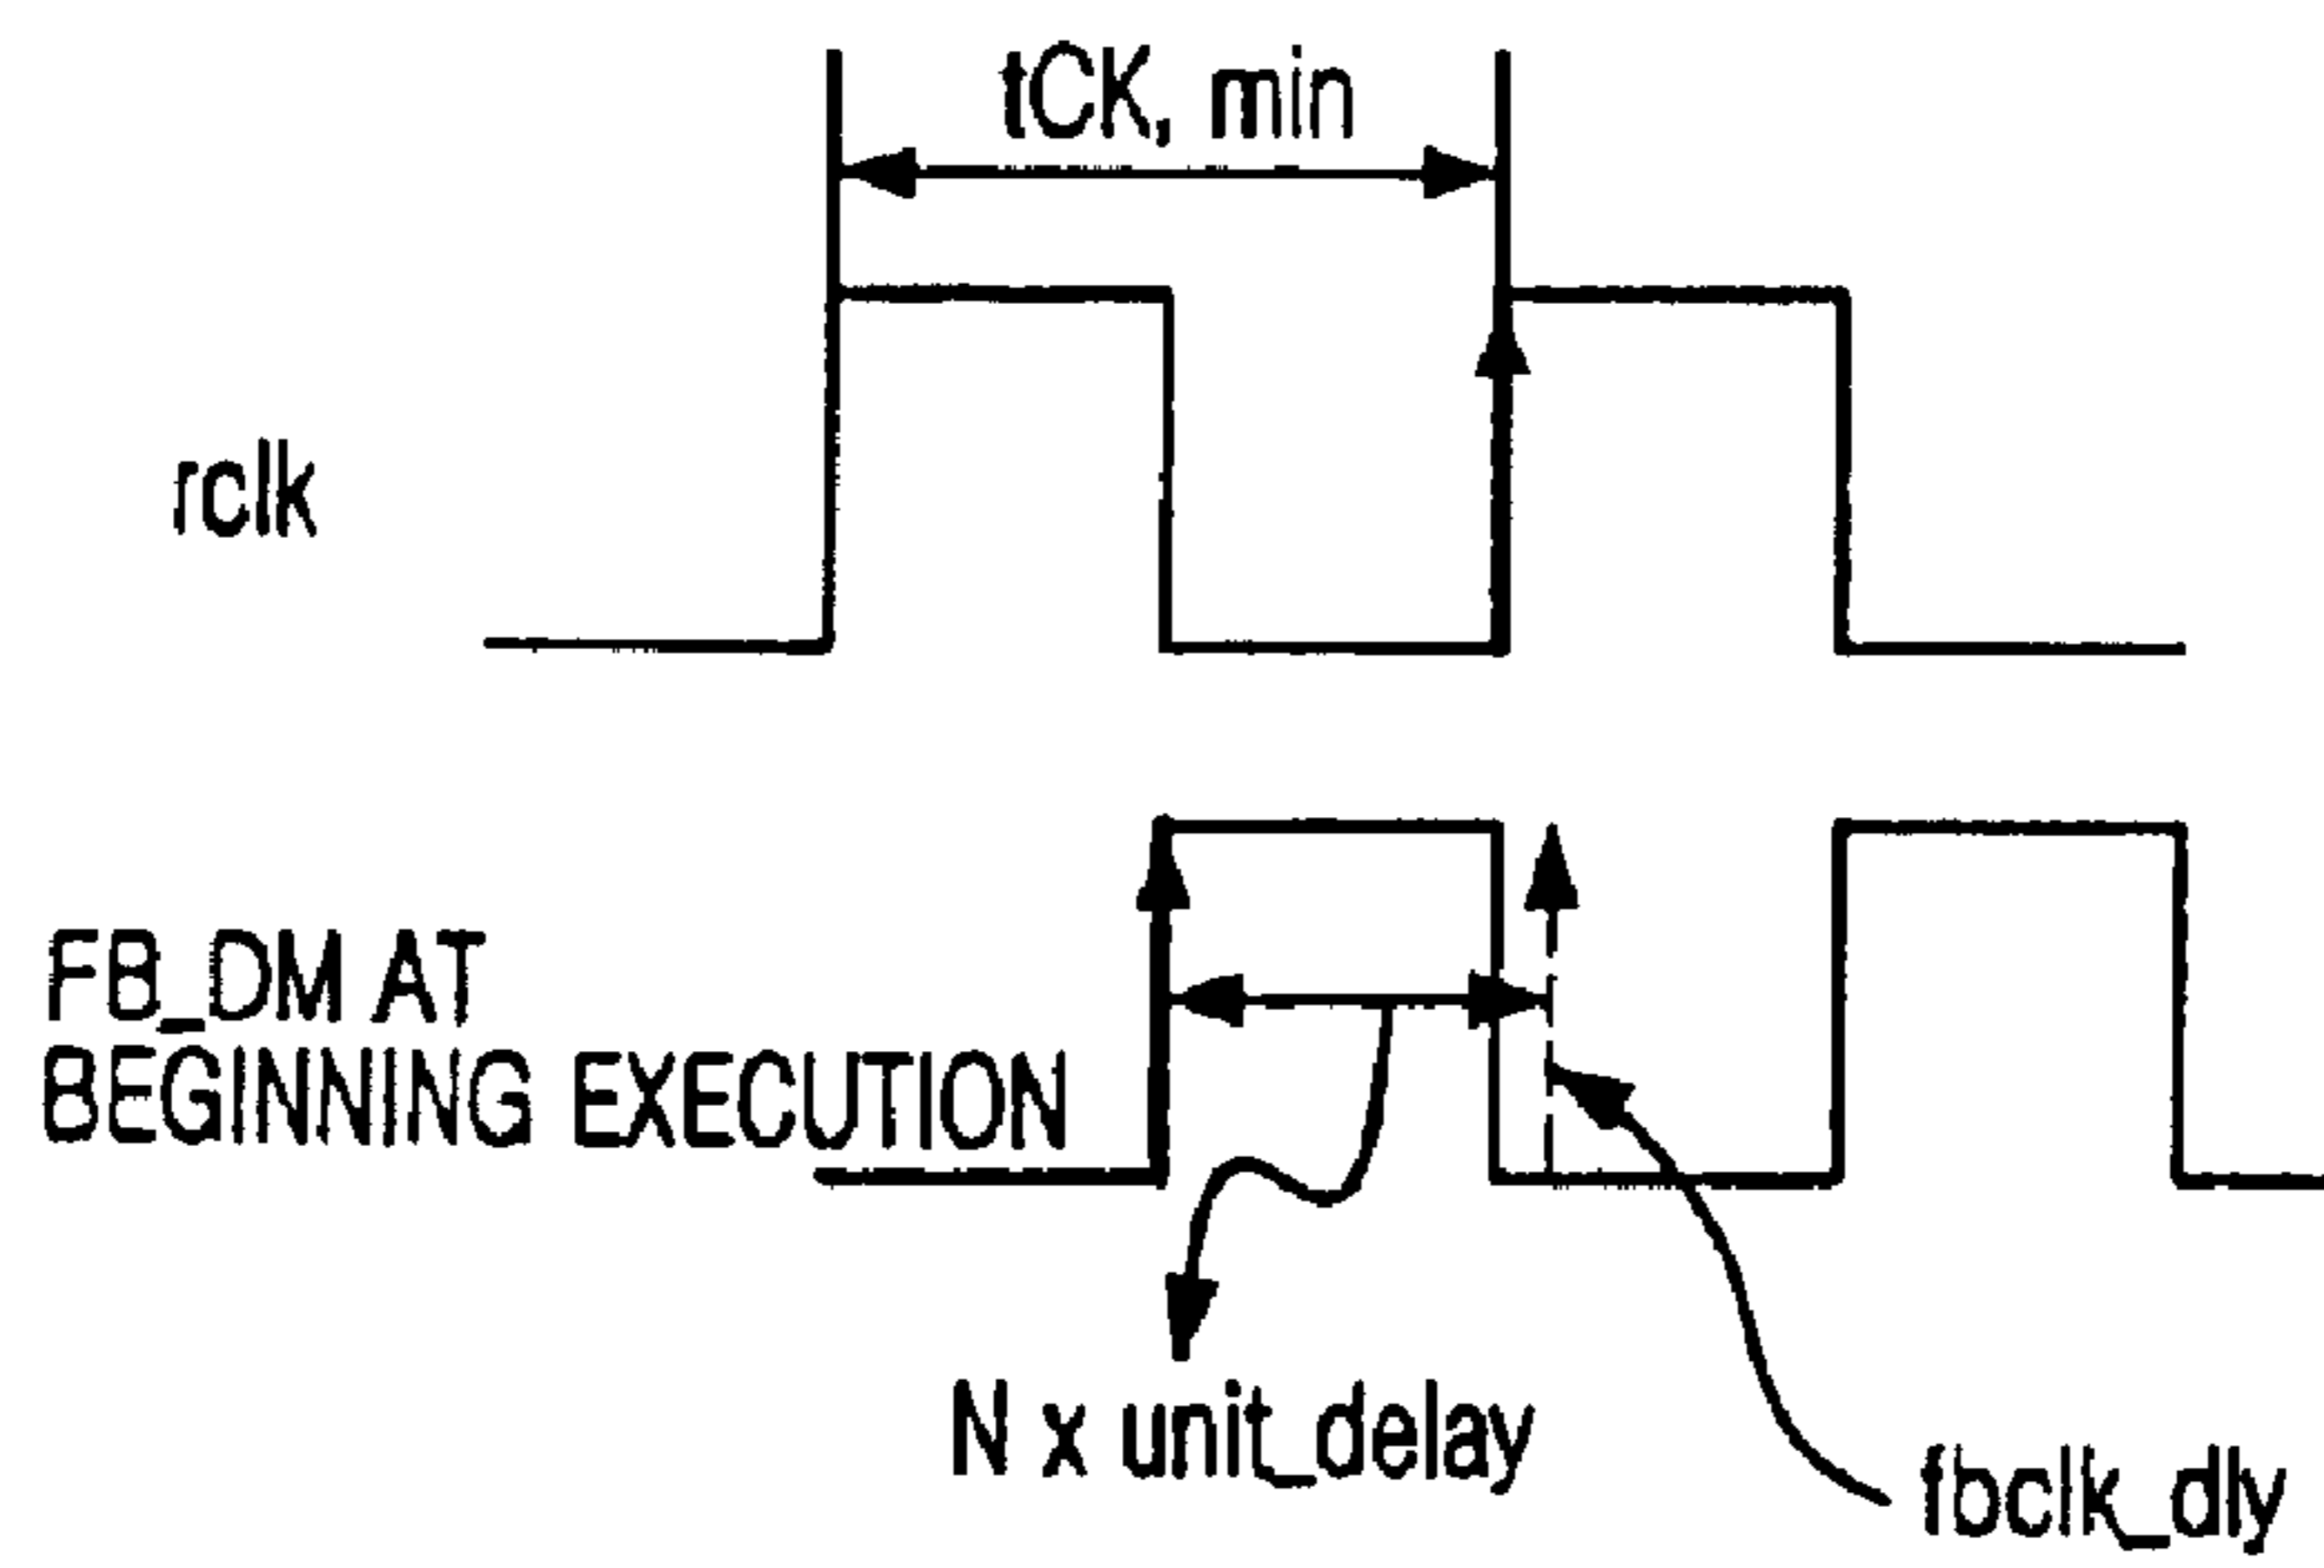 tCK, min
rclk
FB_DM AT
BEGINNING EXECUTION
N x unit_delay
fbclk_dly